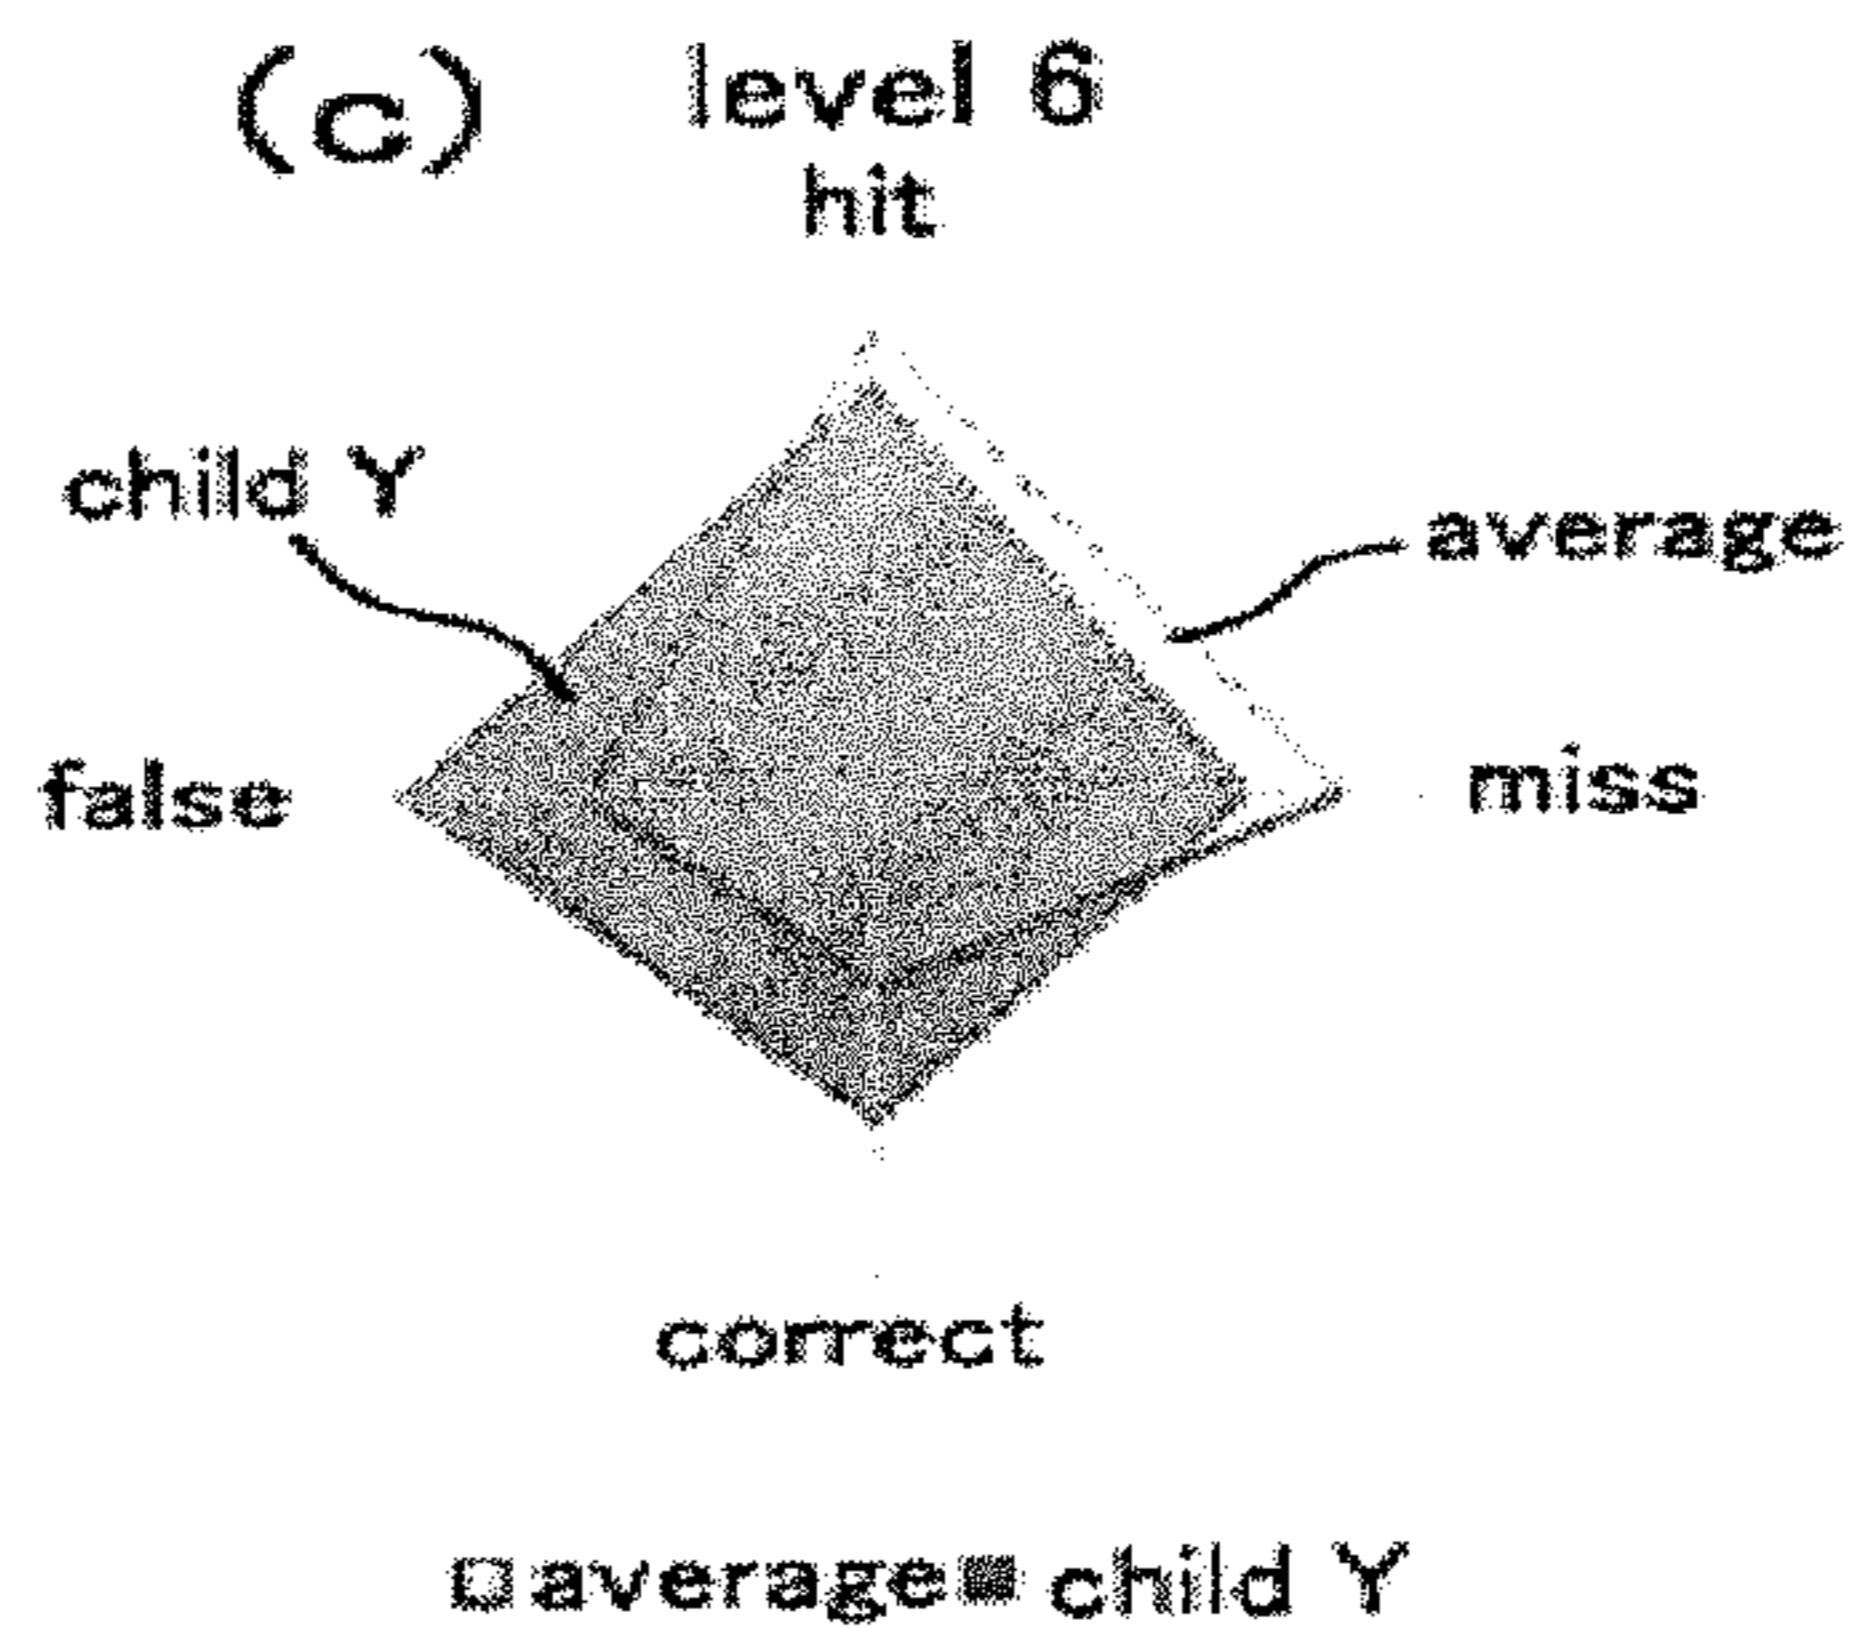 (c) level 6
hit
child Y
average
false
miss
correct
average child Y